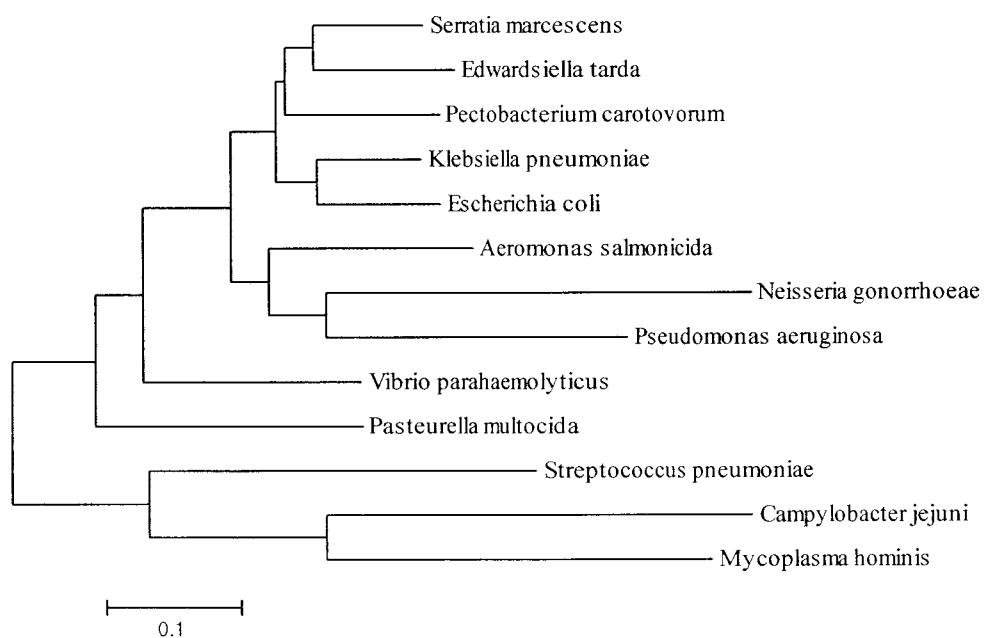 Serratia marcescens
Edwardsiella tarda
Pectobacterium carotovorum
Klebsiella pneumoniae
Escherichia coli
Aeromonas salmonicida
Neisseria gonorrhoeae
Pseudomonas aeruginosa
Vibrio parahaemolyticus
Pasteurella multocida
Streptococcus pneumoniae
Campylobacter jejuni
Mycoplasma hominis
0.1